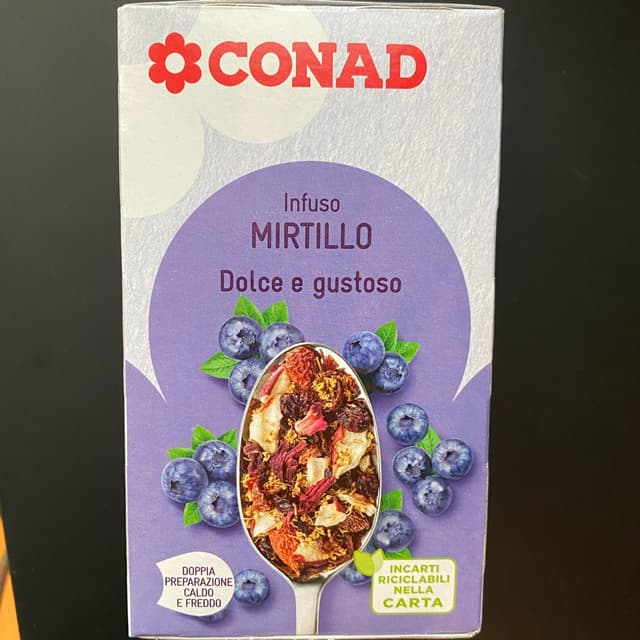 CONAD
Infuso
MIRTILLO
Dolce e gustoso
DOPPIA
PREPARAZIONE
CALDO
E FREDDO
INCARTI
RICICLABILI
NELLA
CARTA